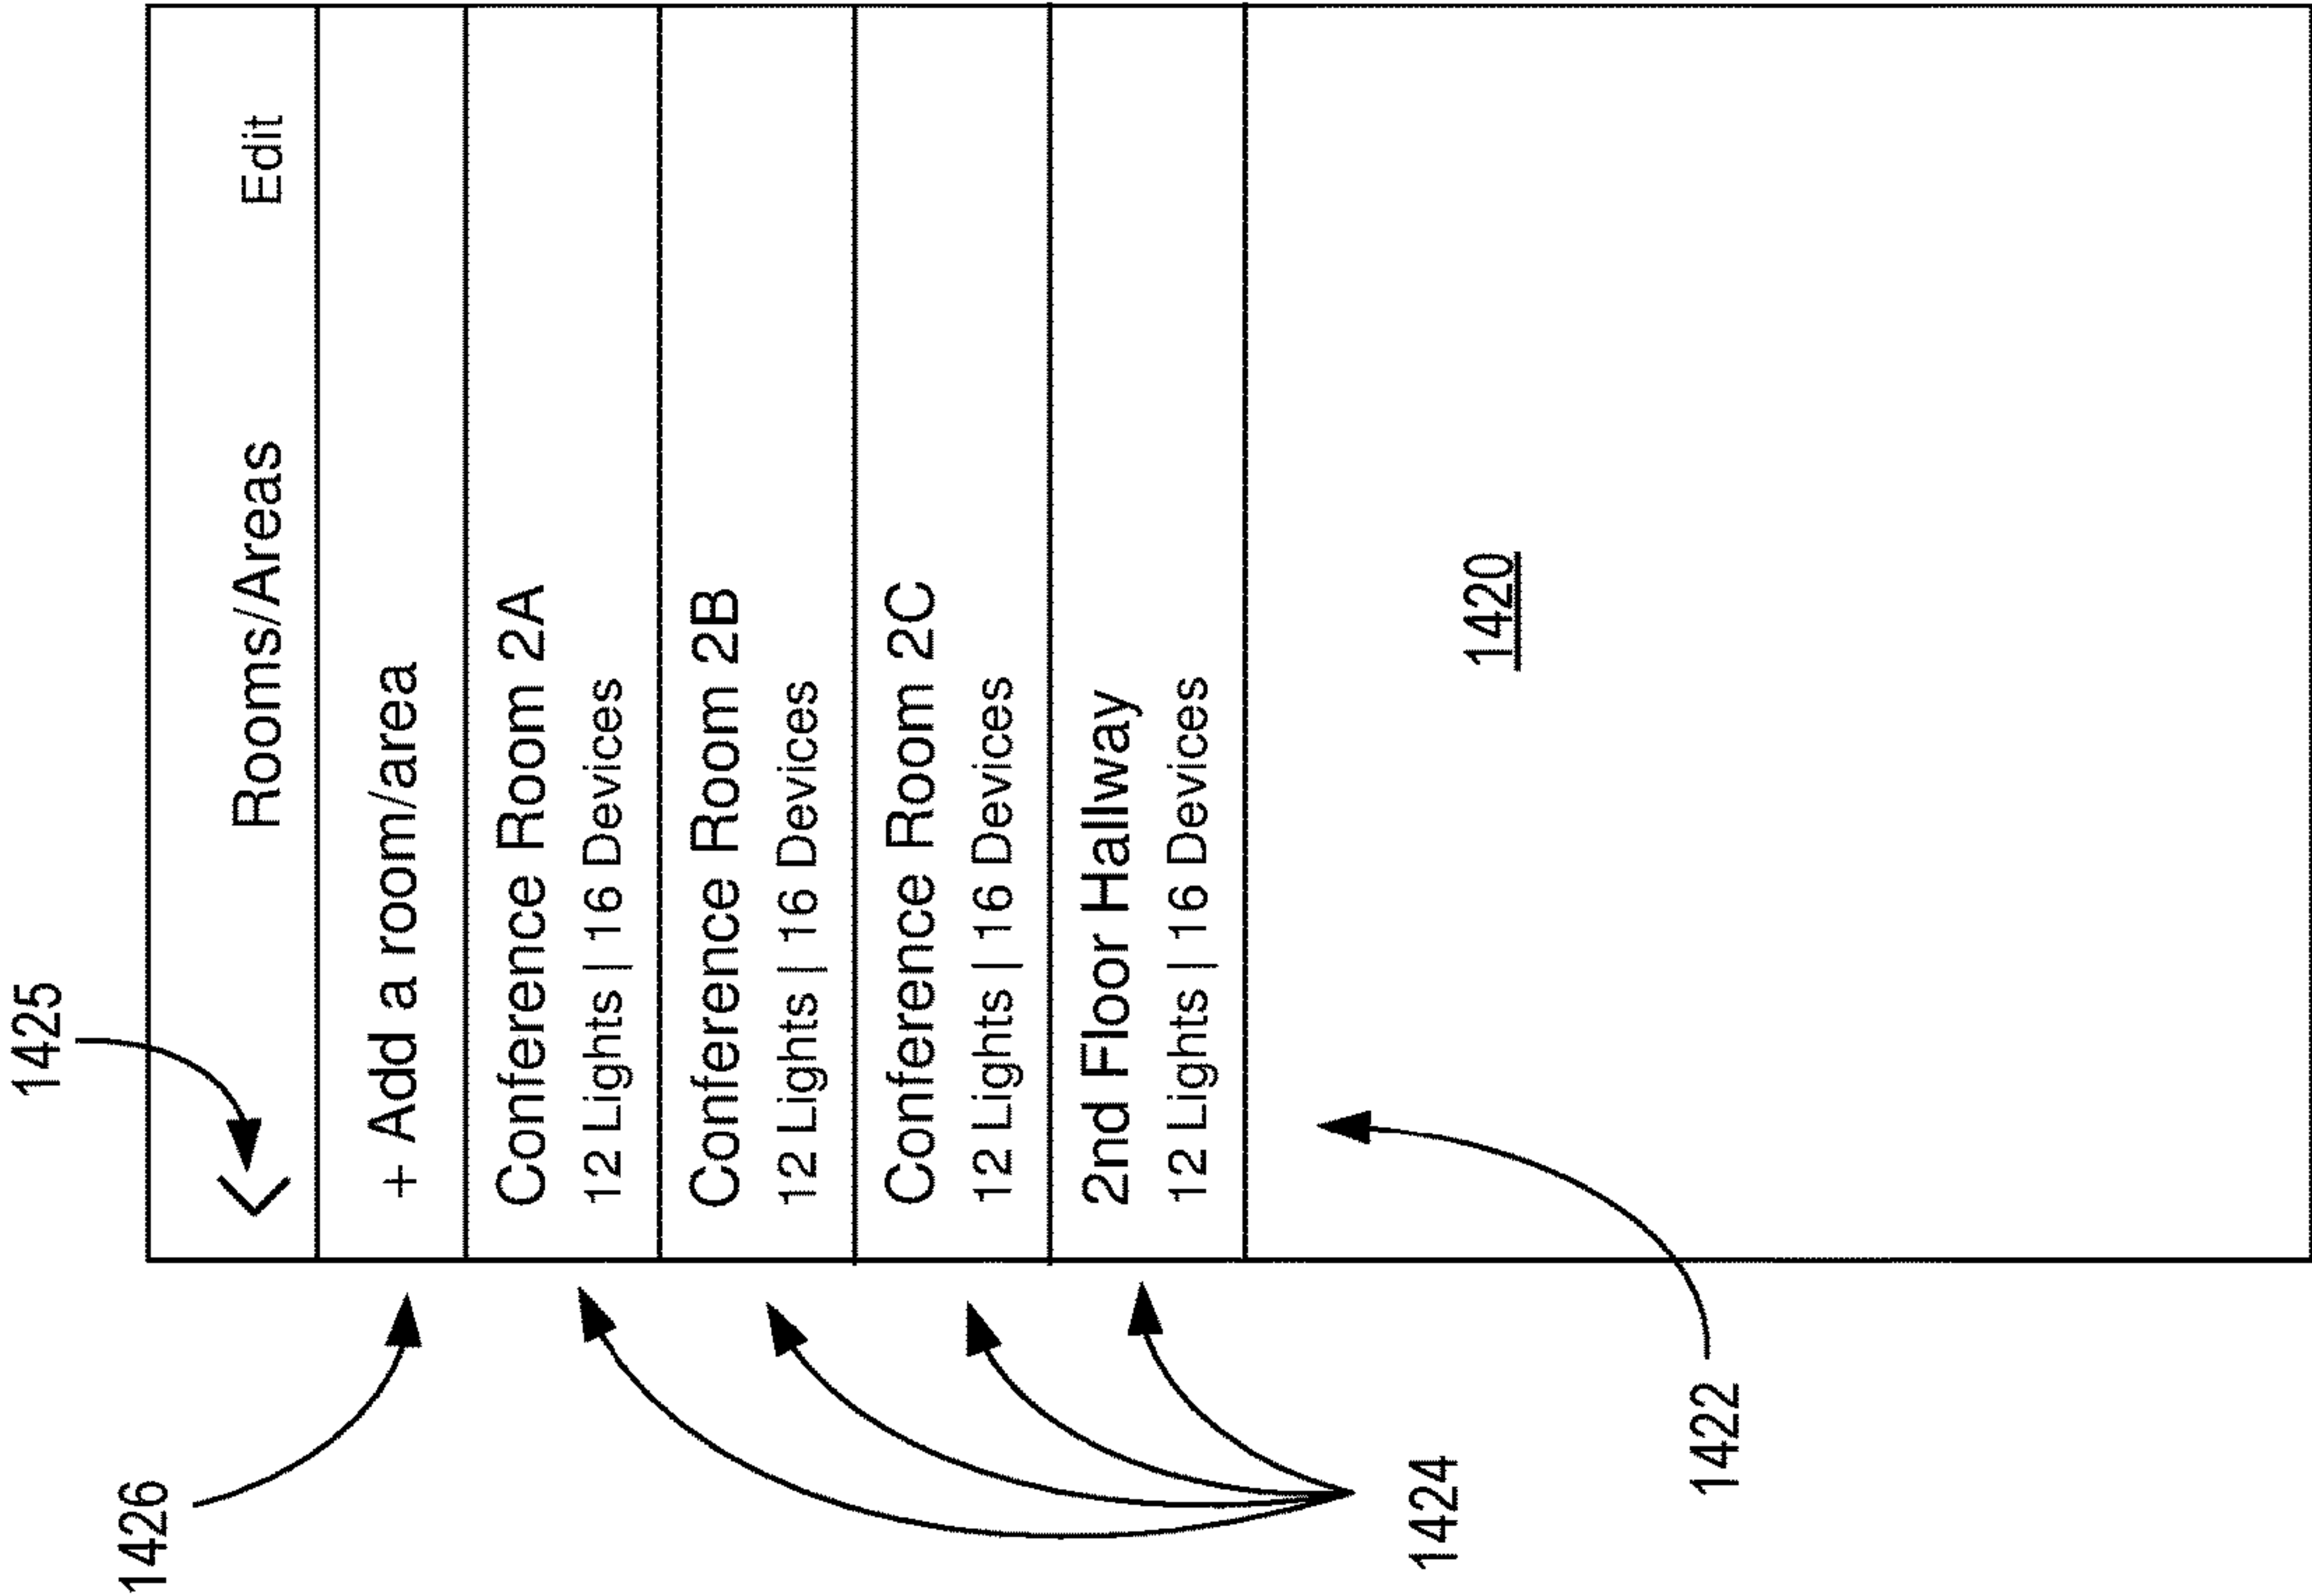 1425
< Rooms/Areas Edit
1426
+ Add a room/area
Conference Room 2A
12 Lights | 16 Devices
Conference Room 2B
12 Lights | 16 Devices
Conference Room 2C
12 Lights | 16 Devices
2nd Floor Hallway
12 Lights | 16 Devices
1424
1420
1422